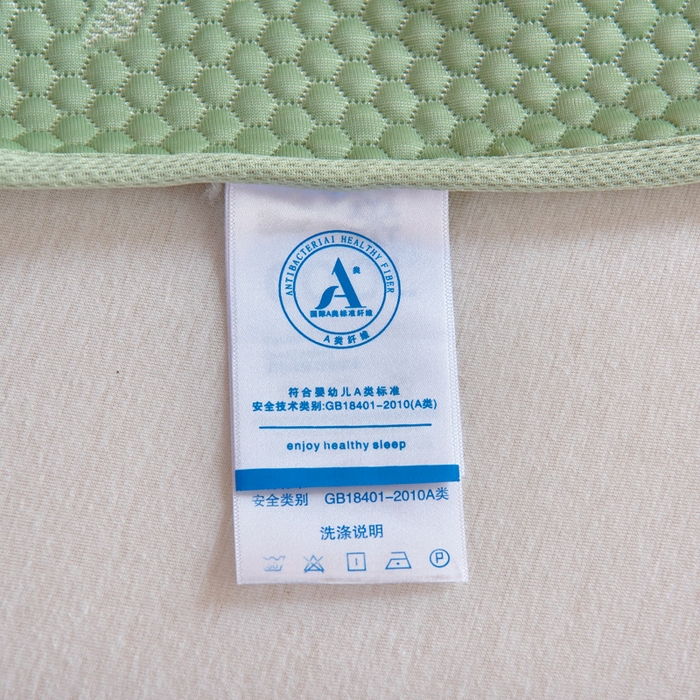 ANTIBACTERIAI HEALTHY FIBER
A类
国际A类标准纤维
A类纤维
符合婴幼儿A类标准
安全技术类别:GB18401-2010(A类)
enjoy healthy sleep
安全类别 GB18401-2010A类
洗涤说明
P